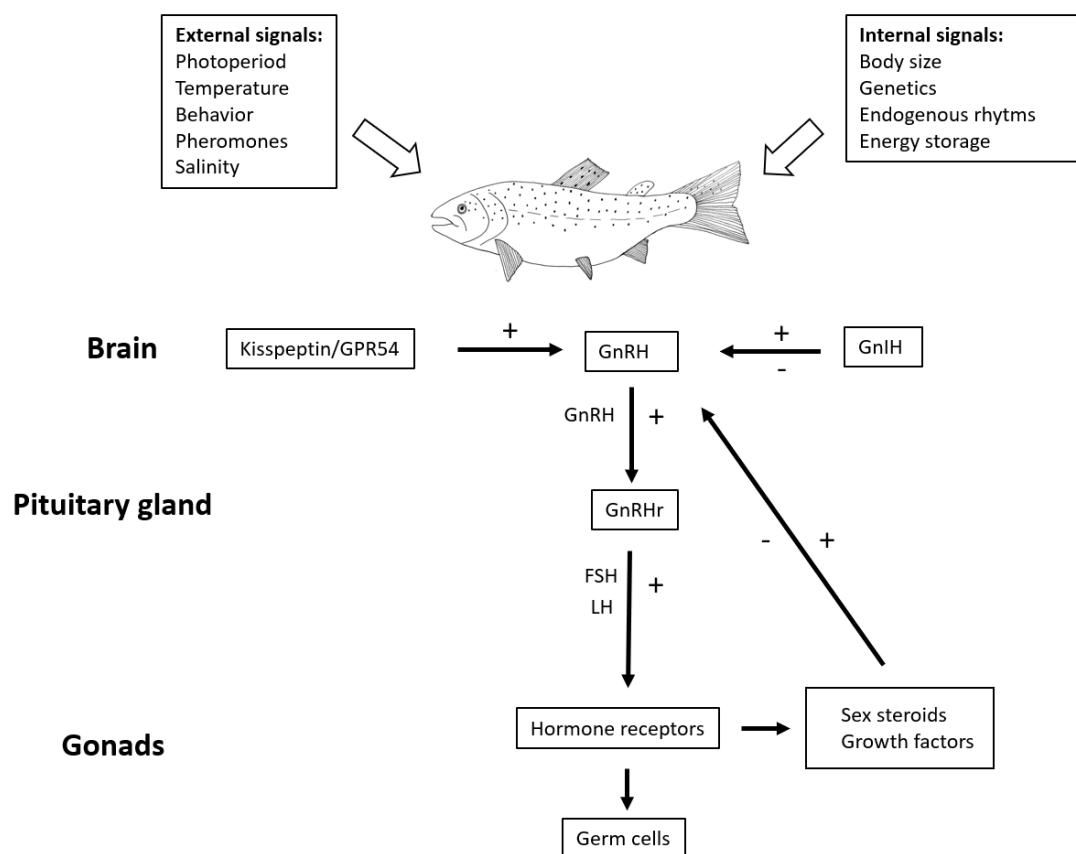 External signals:
Photoperiod
Temperature
Behavior
Pheromones
Salinity
Internal signals:
Body size
Genetics
Endogenous rhytms
Energy storage
Brain
Kisspeptin/GPR54
+
GnRH
+
-
GnIH
GnRH
+
Pituitary gland
GnRHr
-
+
FSH
LH
+
Gonads
Hormone receptors
Sex steroids
Growth factors
Germ cells